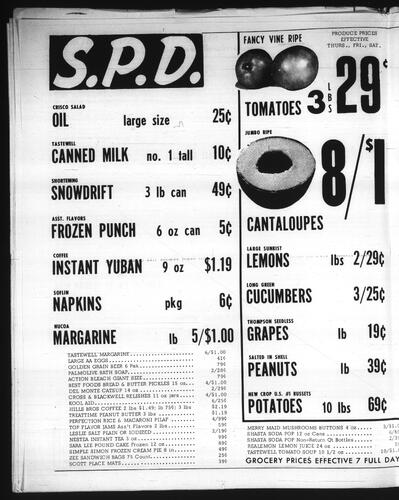 S.P.D.
CRISCO SALAD
OIL large size 25¢
TASTEWELL
CANNED MILK no. 1 tall 10¢
SHORTENING
SNOWDRIFT 3 lb can 49¢
ASST. FLAVORS
FROZEN PUNCH 6 oz can 5¢
COFFEE
INSTANT YUBAN 9 oz $1.19
SOFLIN
NAPKINS pkg 6¢
NUCOA
MARGARINE lb 5/$1.00
TASTEWELL MARGARINE 6/$1.00
LARGE AA EGGS 41¢
GOLDEN GRAIN BEER 6 Pak 79¢
PALMOLIVE BATH SOAP 2/28¢
ACTION BLEACH GIANT SIZE 79¢
BEST FOODS BREAD & BUTTER PICKLES 15 oz. 4/$1.00
DEL MONTE CATSUP 14 oz 2/29¢
CROSS & BLACKWELL RELISHES 11 oz jars 4/$1.00
KOOL AID 6/25¢
HILLS BROS COFFEE 2 lbs $1.49; lb 75¢; 3 lbs $2.19
TREATTIME PEANUT BUTTER 3 lbs $1.09
PERFECTION RICE & MACARONI PILAF 4/99¢
TOP FLAVOR JAMS Ass't Flavors 2 lbs 59¢
LESLIE SALT PLAIN OR IODIZED 2/19¢
NESTEA INSTANT TEA 3 oz 99¢
SARA LEE POUND CAKE Frozen 12 oz 59¢
SIMPLE SIMON FROZEN CREAM PIE 8 in 49¢
ZEE SANDWICH BAGS 75 Count 25¢
SCOTT PLACE MATS 39¢
FANCY VINE RIPE
PRODUCE PRICES
EFFECTIVE
THURS., FRI., SAT.
TOMATOES 3 LBS 29¢
JUMBO RIPE
8/$1
CANTALOUPES
LARGE SUNKIST
LEMONS lbs 2/29¢
LONG GREEN
CUCUMBERS 3/25¢
THOMPSON SEEDLESS
GRAPES lb 19¢
SALTED IN SHELL
PEANUTS lb 39¢
NEW CROP U.S. #1 RUSSETS
POTATOES 10 lbs 69¢
MERRY MAID MUSHROOMS BUTTONS 4 oz
SHASTA SODA POP 12 oz Cans
SHASTA SODA POP Non-Return Qt Bottles
REALEMON LEMON JUICE 24 oz
TASTEWELL TOMATO SOUP 10 1/2 oz
GROCERY PRICES EFFECTIVE 7 FULL DA